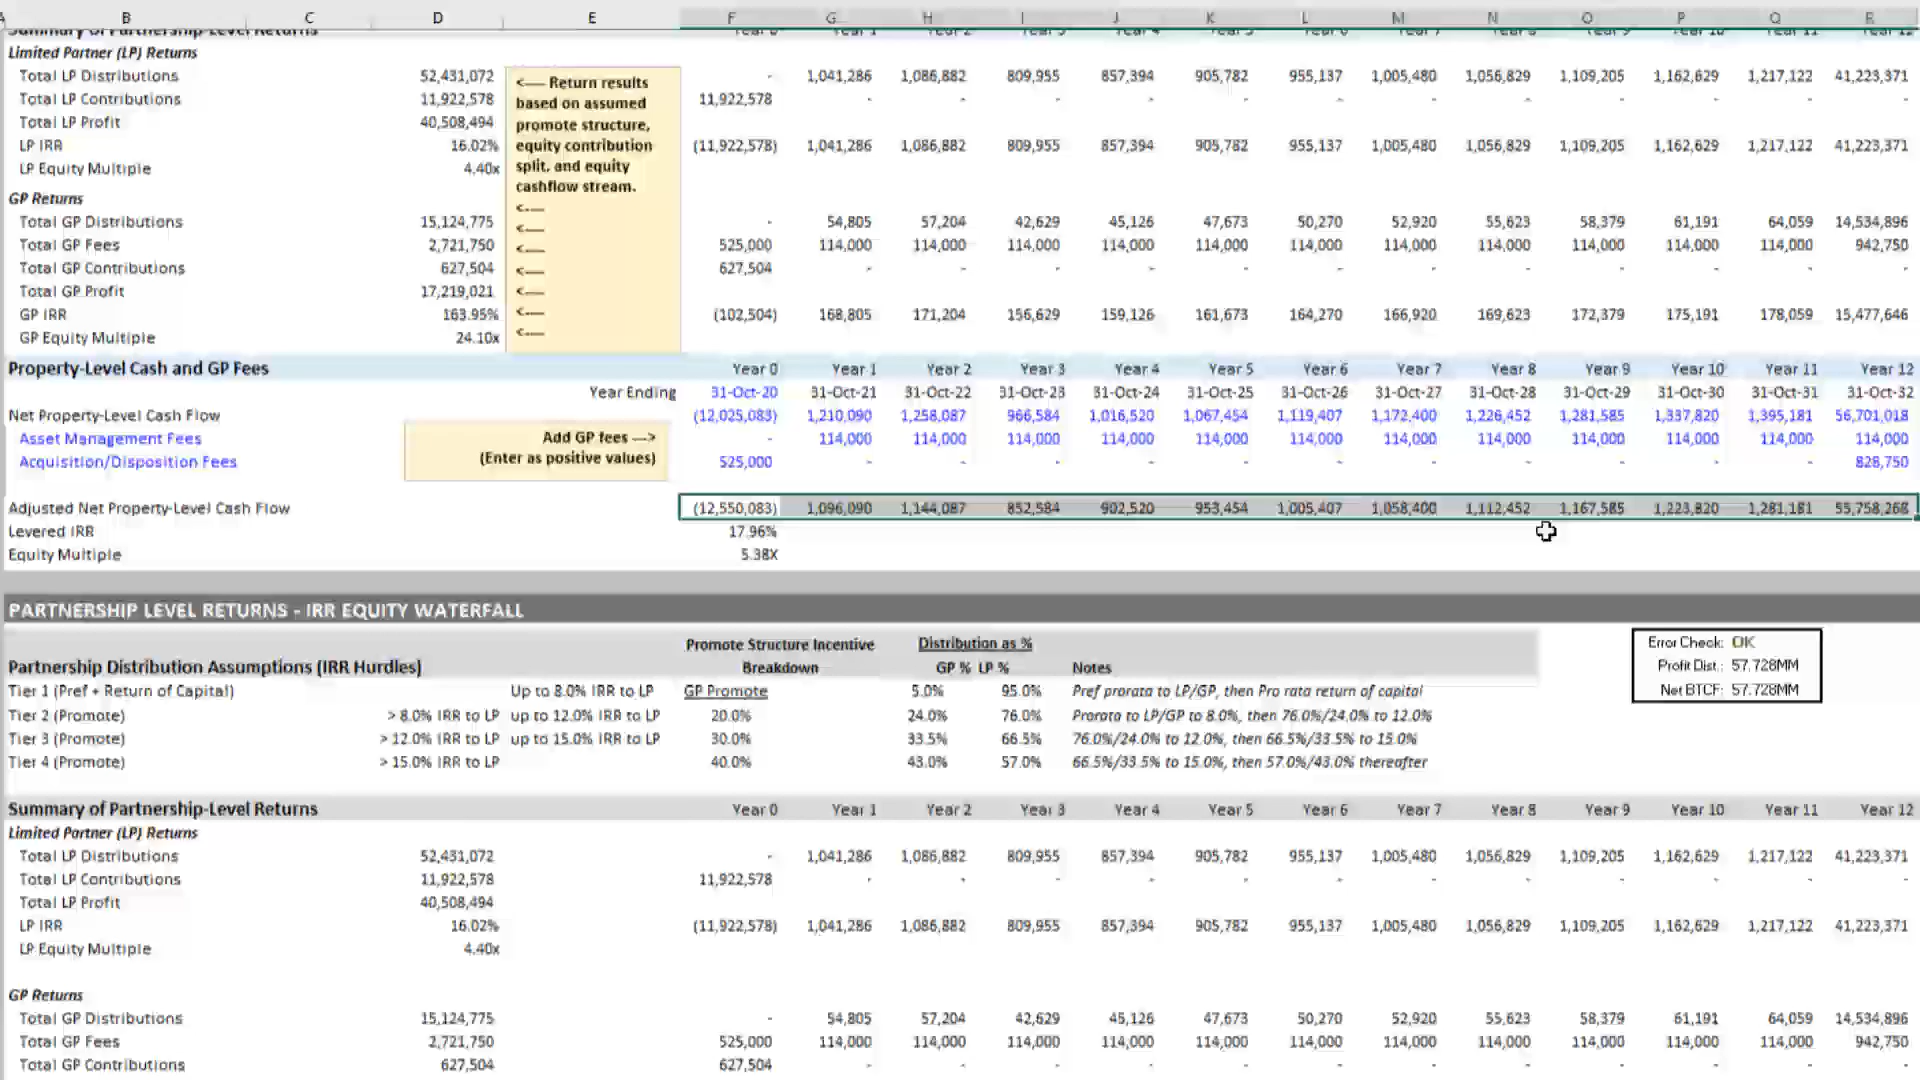 B C D E F G H I J K L M N O P Q R
Summary of Partnership-Level Returns Year 0 Year 1 Year 2 Year 3 Year 4 Year 5 Year 6 Year 7 Year 8 Year 9 Year 10 Year 11 Year 12
Limited Partner (LP) Returns
Total LP Distributions 52,431,072 - 1,041,286 1,086,882 809,955 857,394 905,782 955,137 1,005,480 1,056,829 1,109,205 1,162,629 1,217,122 41,223,371
Total LP Contributions 11,922,578 11,922,578 - - - - - - - - - - - -
Total LP Profit 40,508,494
LP IRR 16.02% (11,922,578) 1,041,286 1,086,882 809,955 857,394 905,782 955,137 1,005,480 1,056,829 1,109,205 1,162,629 1,217,122 41,223,371
LP Equity Multiple 4.40x
<---- Return results
based on assumed
promote structure,
equity contribution
split, and equity
cashflow stream.
<----
<----
<----
<----
<----
<----
<----
GP Returns
Total GP Distributions 15,124,775 - 54,805 57,204 42,629 45,126 47,673 50,270 52,920 55,623 58,379 61,191 64,059 14,534,896
Total GP Fees 2,721,750 525,000 114,000 114,000 114,000 114,000 114,000 114,000 114,000 114,000 114,000 114,000 114,000 942,750
Total GP Contributions 627,504 627,504 - - - - - - - - - - - -
Total GP Profit 17,219,021
GP IRR 163.95% (102,504) 168,805 171,204 156,629 159,126 161,673 164,270 166,920 169,623 172,379 175,191 178,059 15,477,646
GP Equity Multiple 24.10x
Property-Level Cash and GP Fees Year 0 Year 1 Year 2 Year 3 Year 4 Year 5 Year 6 Year 7 Year 8 Year 9 Year 10 Year 11 Year 12
Year Ending 31-Oct-20 31-Oct-21 31-Oct-22 31-Oct-23 31-Oct-24 31-Oct-25 31-Oct-26 31-Oct-27 31-Oct-28 31-Oct-29 31-Oct-30 31-Oct-31 31-Oct-32
Net Property-Level Cash Flow (12,025,083) 1,210,090 1,258,087 966,584 1,016,520 1,067,454 1,119,407 1,172,400 1,226,452 1,281,585 1,337,820 1,395,181 56,701,018
Asset Management Fees Add GP fees ----> - 114,000 114,000 114,000 114,000 114,000 114,000 114,000 114,000 114,000 114,000 114,000 114,000
Acquisition/Disposition Fees (Enter as positive values) 525,000 - - - - - - - - - - - 828,750
Adjusted Net Property-Level Cash Flow (12,550,083) 1,096,090 1,144,087 852,584 902,520 953,454 1,005,407 1,058,400 1,112,452 1,167,585 1,223,820 1,281,181 55,758,268
Levered IRR 17.96%
Equity Multiple 5.38X
PARTNERSHIP LEVEL RETURNS - IRR EQUITY WATERFALL
Promote Structure Incentive Distribution as %
Partnership Distribution Assumptions (IRR Hurdles) Breakdown GP % LP % Notes
Tier 1 (Pref + Return of Capital) Up to 8.0% IRR to LP GP Promote 5.0% 95.0% Pref prorata to LP/GP, then Pro rata return of capital
Tier 2 (Promote) > 8.0% IRR to LP up to 12.0% IRR to LP 20.0% 24.0% 76.0% Prorata to LP/GP to 8.0%, then 76.0%/24.0% to 12.0%
Tier 3 (Promote) > 12.0% IRR to LP up to 15.0% IRR to LP 30.0% 33.5% 66.5% 76.0%/24.0% to 12.0%, then 66.5%/33.5% to 15.0%
Tier 4 (Promote) > 15.0% IRR to LP 40.0% 43.0% 57.0% 66.5%/33.5% to 15.0%, then 57.0%/43.0% thereafter
Error Check: OK
Profit Dist.: 57.728MM
Net BTCF: 57.728MM
Summary of Partnership-Level Returns Year 0 Year 1 Year 2 Year 3 Year 4 Year 5 Year 6 Year 7 Year 8 Year 9 Year 10 Year 11 Year 12
Limited Partner (LP) Returns
Total LP Distributions 52,431,072 - 1,041,286 1,086,882 809,955 857,394 905,782 955,137 1,005,480 1,056,829 1,109,205 1,162,629 1,217,122 41,223,371
Total LP Contributions 11,922,578 11,922,578 - - - - - - - - - - - -
Total LP Profit 40,508,494
LP IRR 16.02% (11,922,578) 1,041,286 1,086,882 809,955 857,394 905,782 955,137 1,005,480 1,056,829 1,109,205 1,162,629 1,217,122 41,223,371
LP Equity Multiple 4.40x
GP Returns
Total GP Distributions 15,124,775 - 54,805 57,204 42,629 45,126 47,673 50,270 52,920 55,623 58,379 61,191 64,059 14,534,896
Total GP Fees 2,721,750 525,000 114,000 114,000 114,000 114,000 114,000 114,000 114,000 114,000 114,000 114,000 114,000 942,750
Total GP Contributions 627,504 627,504 - - - - - - - - - - - -